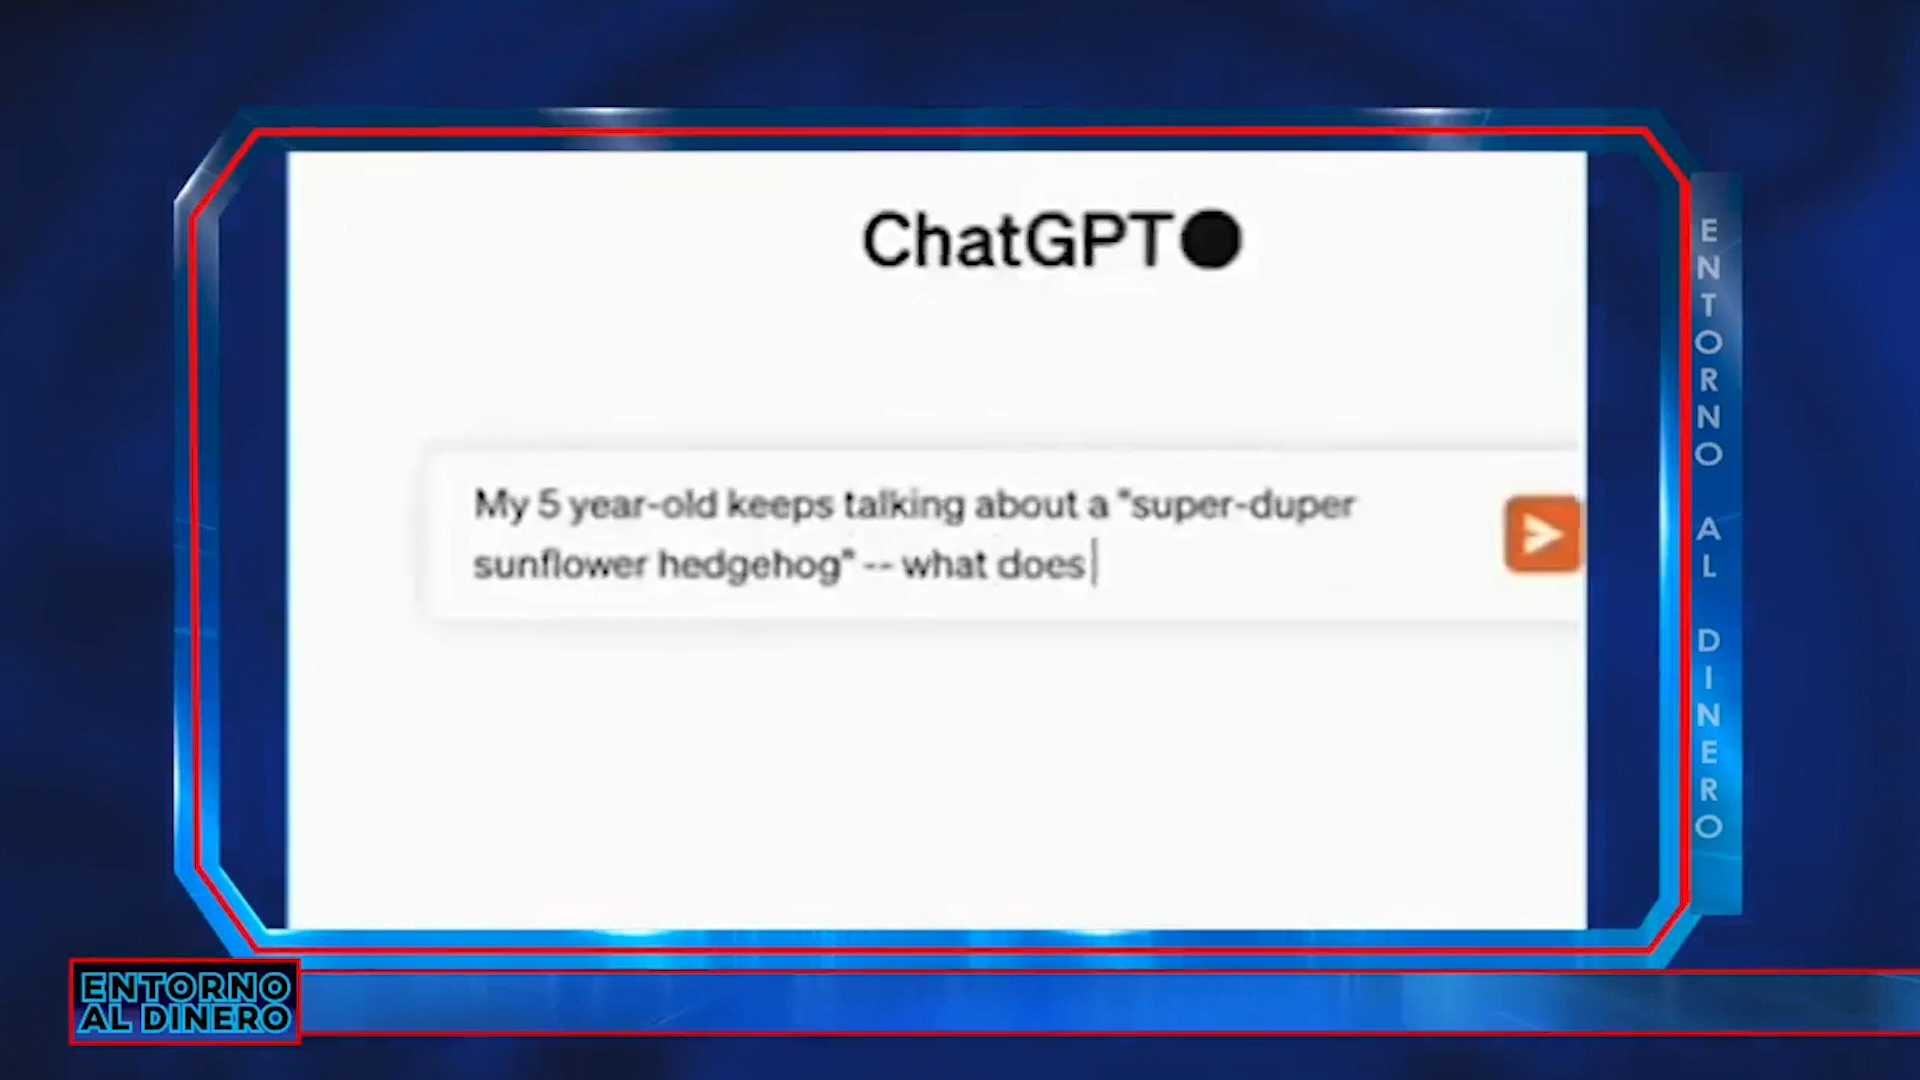 ChatGPT
My 5 year-old keeps talking about a "super-duper
sunflower hedgehog" -- what does
ENTORNO AL DINERO
ENTORNO
AL DINERO